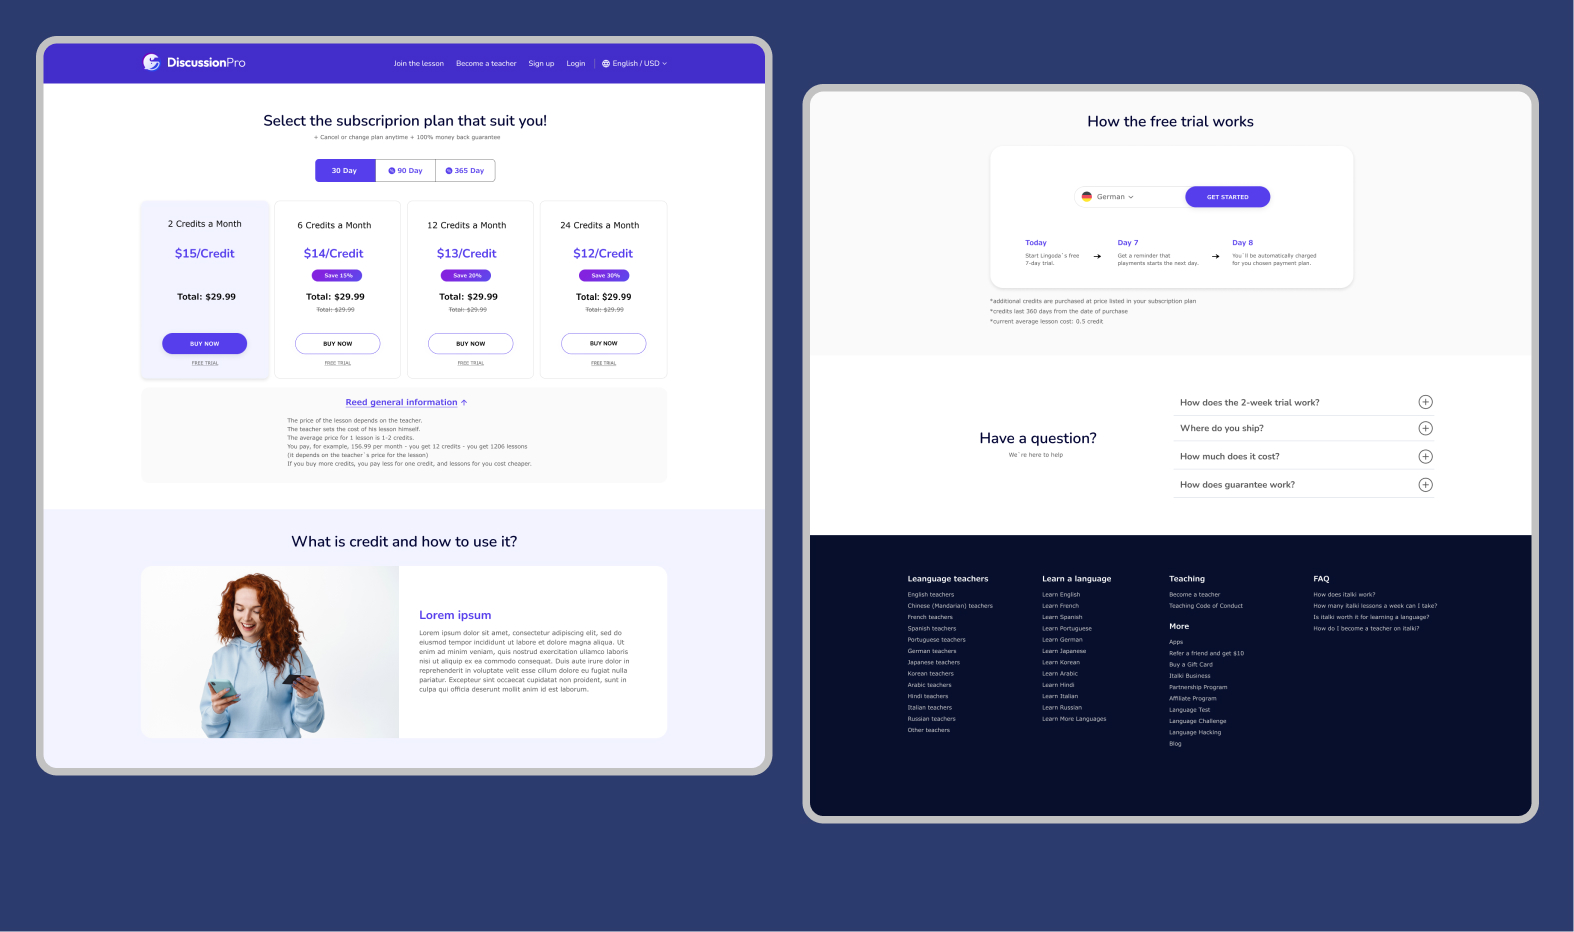 DiscussionPro
Join the lesson Become a teacher Sign up Login English / USD
Select the subscriprion plan that suit you!
+ Cancel or change plan anytime + 100% money back guarantee
30 Day 90 Day 365 Day
2 Credits a Month
$15/Credit
Total: $29.99
BUY NOW
FREE TRIAL
6 Credits a Month
$14/Credit
Save 15%
Total: $29.99
Total: $29.99
BUY NOW
FREE TRIAL
12 Credits a Month
$13/Credit
Save 20%
Total: $29.99
Total: $29.99
BUY NOW
FREE TRIAL
24 Credits a Month
$12/Credit
Save 30%
Total: $29.99
Total: $29.99
BUY NOW
FREE TRIAL
Reed general information ↑
The price of the lesson depends on the teacher.
The teacher sets the cost of his lesson himself.
The average price for 1 lesson is 1-2 credits.
You pay, for example, 156.99 per month - you get 12 credits - you get 1206 lessons
(it depends on the teacher`s price for the lesson)
If you buy more credits, you pay less for one credit, and lessons for you cost cheaper.
What is credit and how to use it?
Lorem ipsum
Lorem ipsum dolor sit amet, consectetur adipiscing elit, sed do
eiusmod tempor incididunt ut labore et dolore magna aliqua. Ut
enim ad minim veniam, quis nostrud exercitation ullamco laboris
nisi ut aliquip ex ea commodo consequat. Duis aute irure dolor in
reprehenderit in voluptate velit esse cillum dolore eu fugiat nulla
pariatur. Excepteur sint occaecat cupidatat non proident, sunt in
culpa qui officia deserunt mollit anim id est laborum.
How the free trial works
German
GET STARTED
Today
Start Lingoda`s free
7-day trial.
Day 7
Get a reminder that
playments starts the next day.
Day 8
You`ll be automatically charged
for you chosen payment plan.
*additional credits are purchased at price listed in your subscription plan
*credits last 360 days from the date of purchase
*current average lesson cost: 0.5 credit
Have a question?
We`re here to help
How does the 2-week trial work?
Where do you ship?
How much does it cost?
How does guarantee work?
Leanguage teachers
English teachers
Chinese (Mandarian) teachers
French teachers
Spanish teachers
Portuguese teachers
German teachers
Japanese teachers
Korean teachers
Arabic teachers
Hindi teachers
Italian teachers
Russian teachers
Other teachers
Learn a language
Learn English
Learn French
Learn Spanish
Learn Portuguese
Learn German
Learn Japanese
Learn Korean
Learn Arabic
Learn Hindi
Learn Italian
Learn Russian
Learn More Languages
Teaching
Become a teacher
Teaching Code of Conduct
More
Apps
Refer a friend and get $10
Buy a Gift Card
Italki Business
Partnership Program
Affiliate Program
Language Test
Language Challenge
Language Hacking
Blog
FAQ
How does italki work?
How many italki lessons a week can I take?
Is italki worth it for learning a language?
How do I become a teacher on italki?